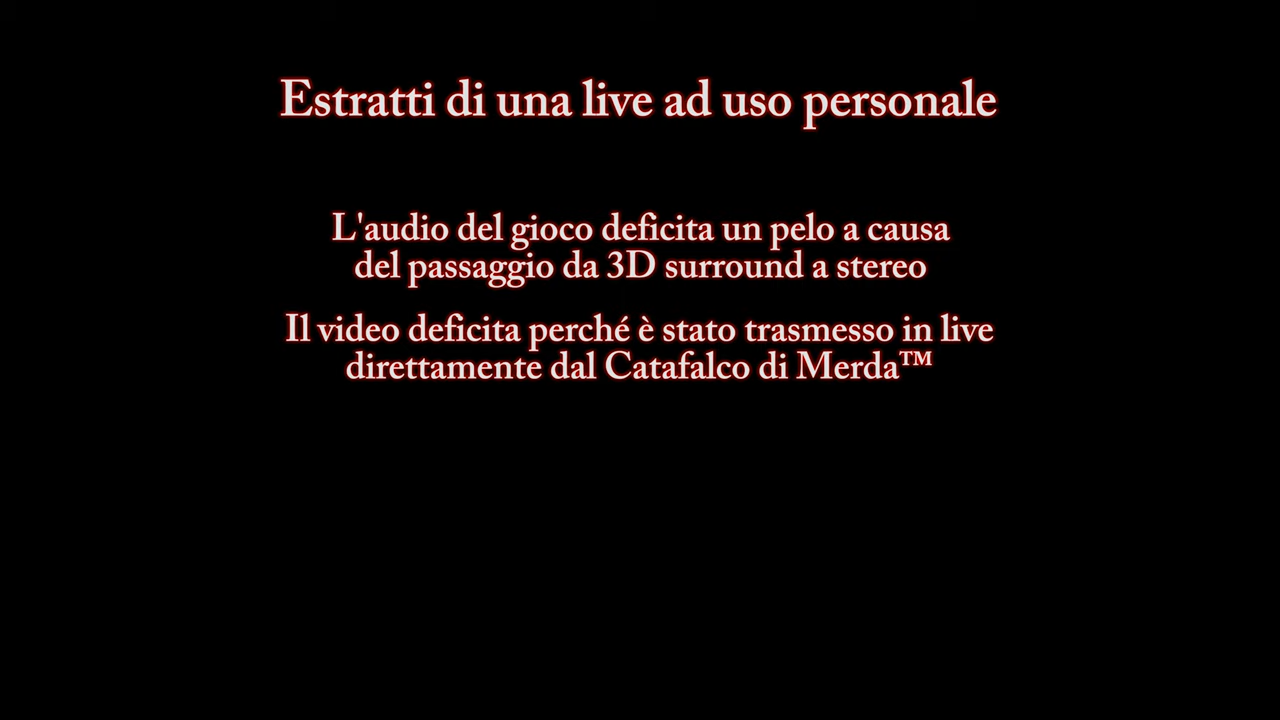 Estratti di una live ad uso personale
L'audio del gioco deficita un pelo a causa
del passaggio da 3D surround a stereo
Il video deficita perché è stato trasmesso in live
direttamente dal Catafalco di Merda™